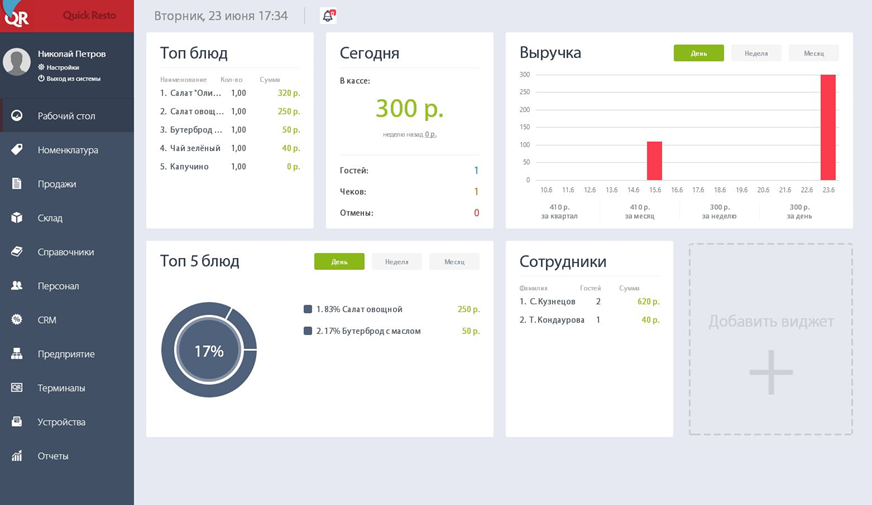 QR Quick Resto
Вторник, 23 июня 17:34
Николай Петров
Настройки
Выход из системы
Рабочий стол
Номенклатура
Продажи
Склад
Справочники
Персонал
CRM
Предприятие
Терминалы
Устройства
Отчеты
Топ блюд
Наименование Кол-во Сумма
1. Салат "Оли... 1,00 320 р.
2. Салат овощ... 1,00 250 р.
3. Бутерброд ... 1,00 50 р.
4. Чай зелёный 1,00 40 р.
5. Капучино 1,00 0 р.
Сегодня
В кассе:
300 р.
неделю назад 0 р.
Гостей: 1
Чеков: 1
Отмены: 0
Выручка
День Неделя Месяц
300
250
200
150
100
50
0
10.6 11.6 12.6 13.6 14.6 15.6 16.6 17.6 18.6 19.6 20.6 21.6 22.6 23.6
410 р. 410 р. 300 р. 300 р.
за квартал за месяц за неделю за день
Топ 5 блюд
День Неделя Месяц
17%
1. 83% Салат овощной 250 р.
2. 17% Бутерброд с маслом 50 р.
Сотрудники
Фамилия Гостей Сумма
1. С. Кузнецов 2 620 р.
2. Т. Кондаурова 1 40 р.
Добавить виджет